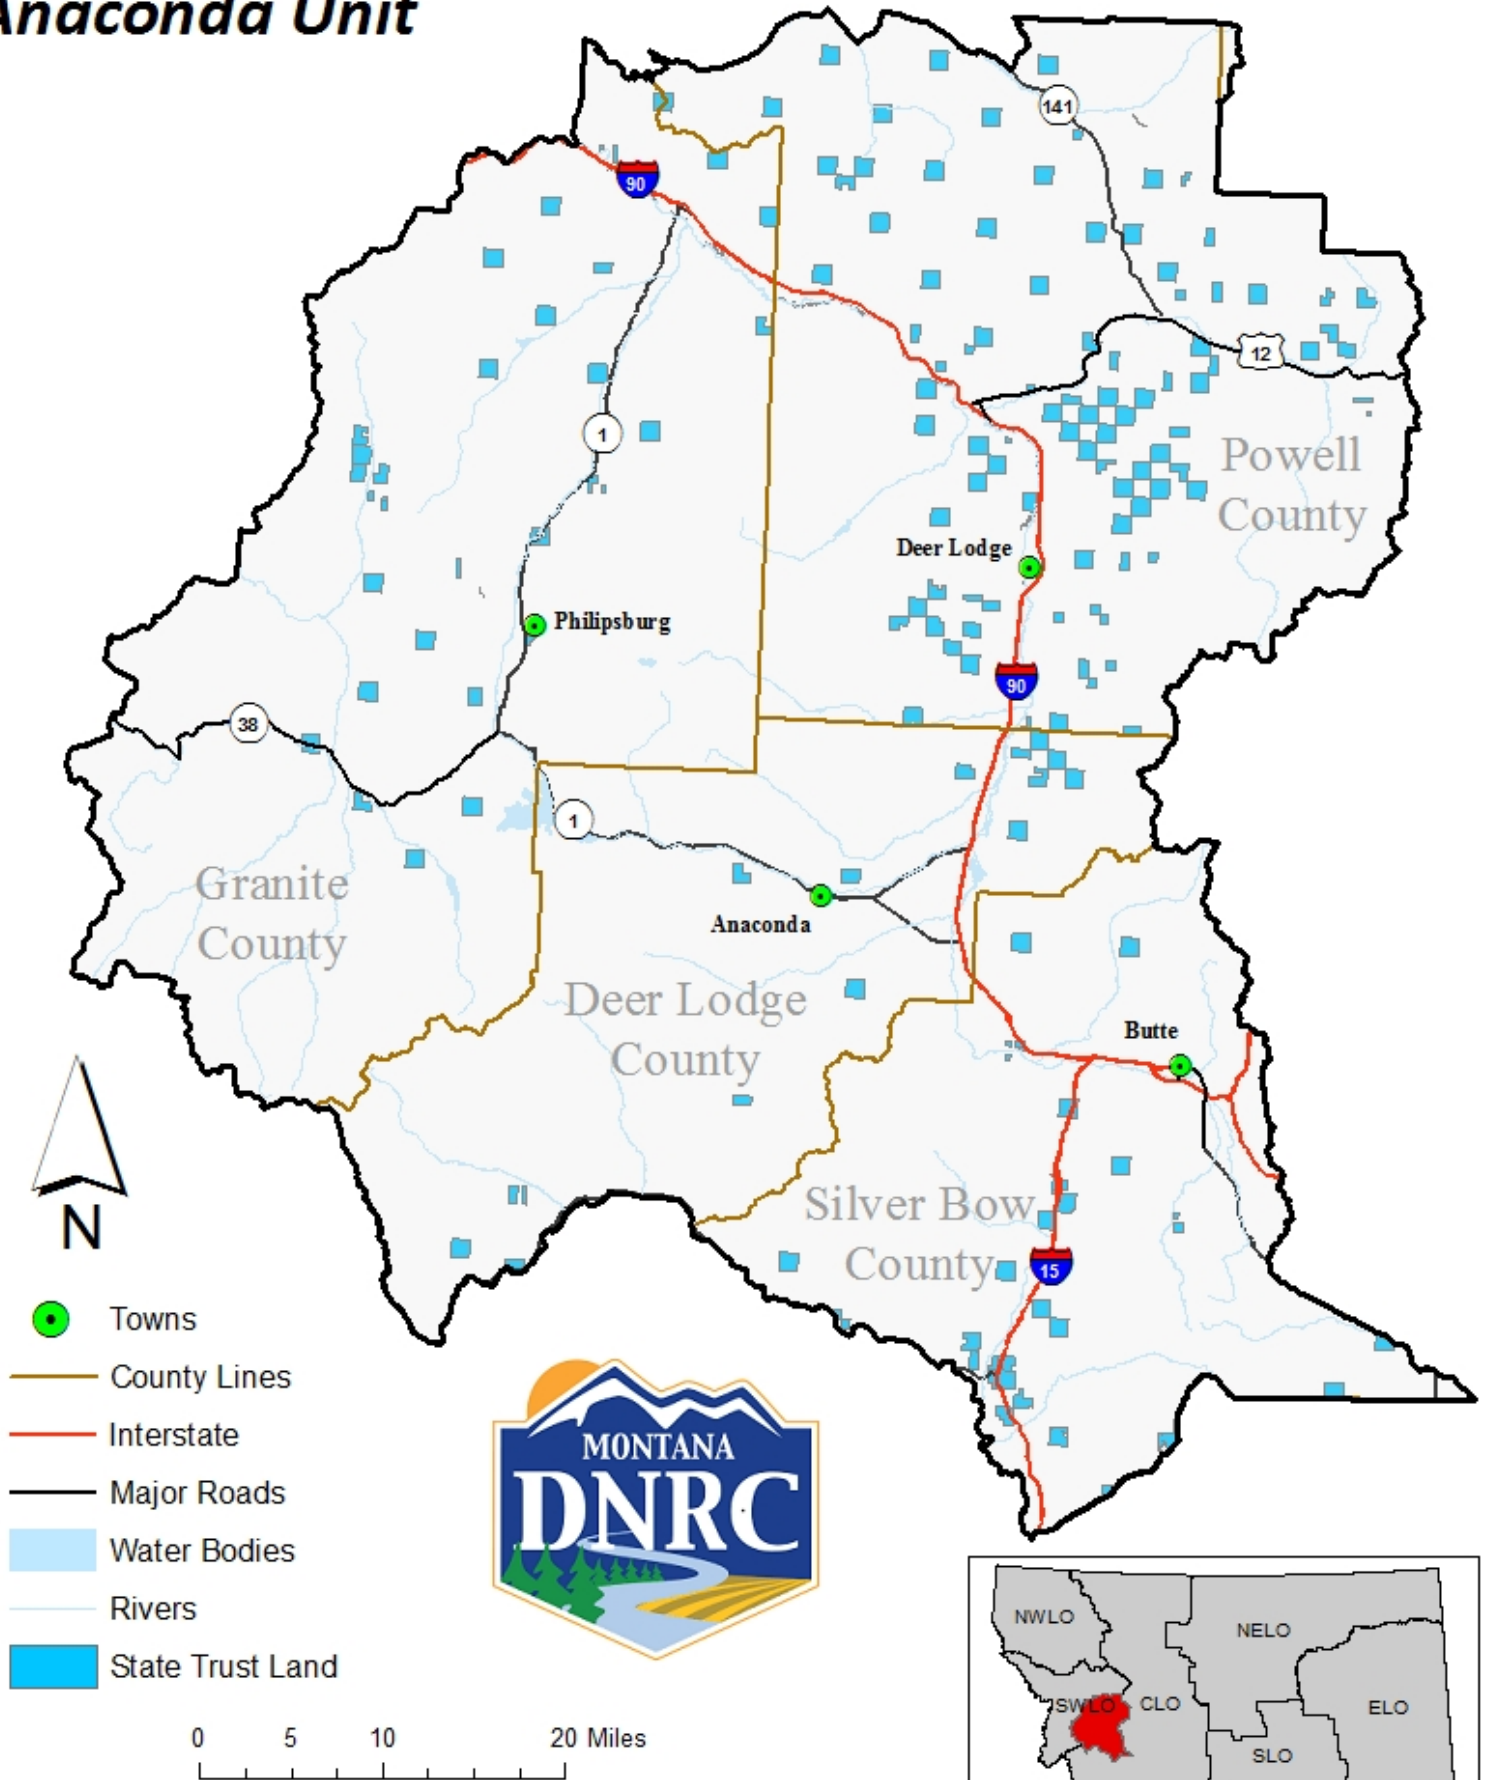 Anaconda Unit
141
90
12
1
Powell
County
Deer Lodge
Philipsburg
90
38
1
Granite
County
Anaconda
Deer Lodge
County
Butte
Silver Bow
County
15
N
Towns
County Lines
Interstate
Major Roads
Water Bodies
Rivers
State Trust Land
0 5 10 20 Miles
MONTANA
DNRC
NWLO
NELO
SWLO
CLO
ELO
SLO